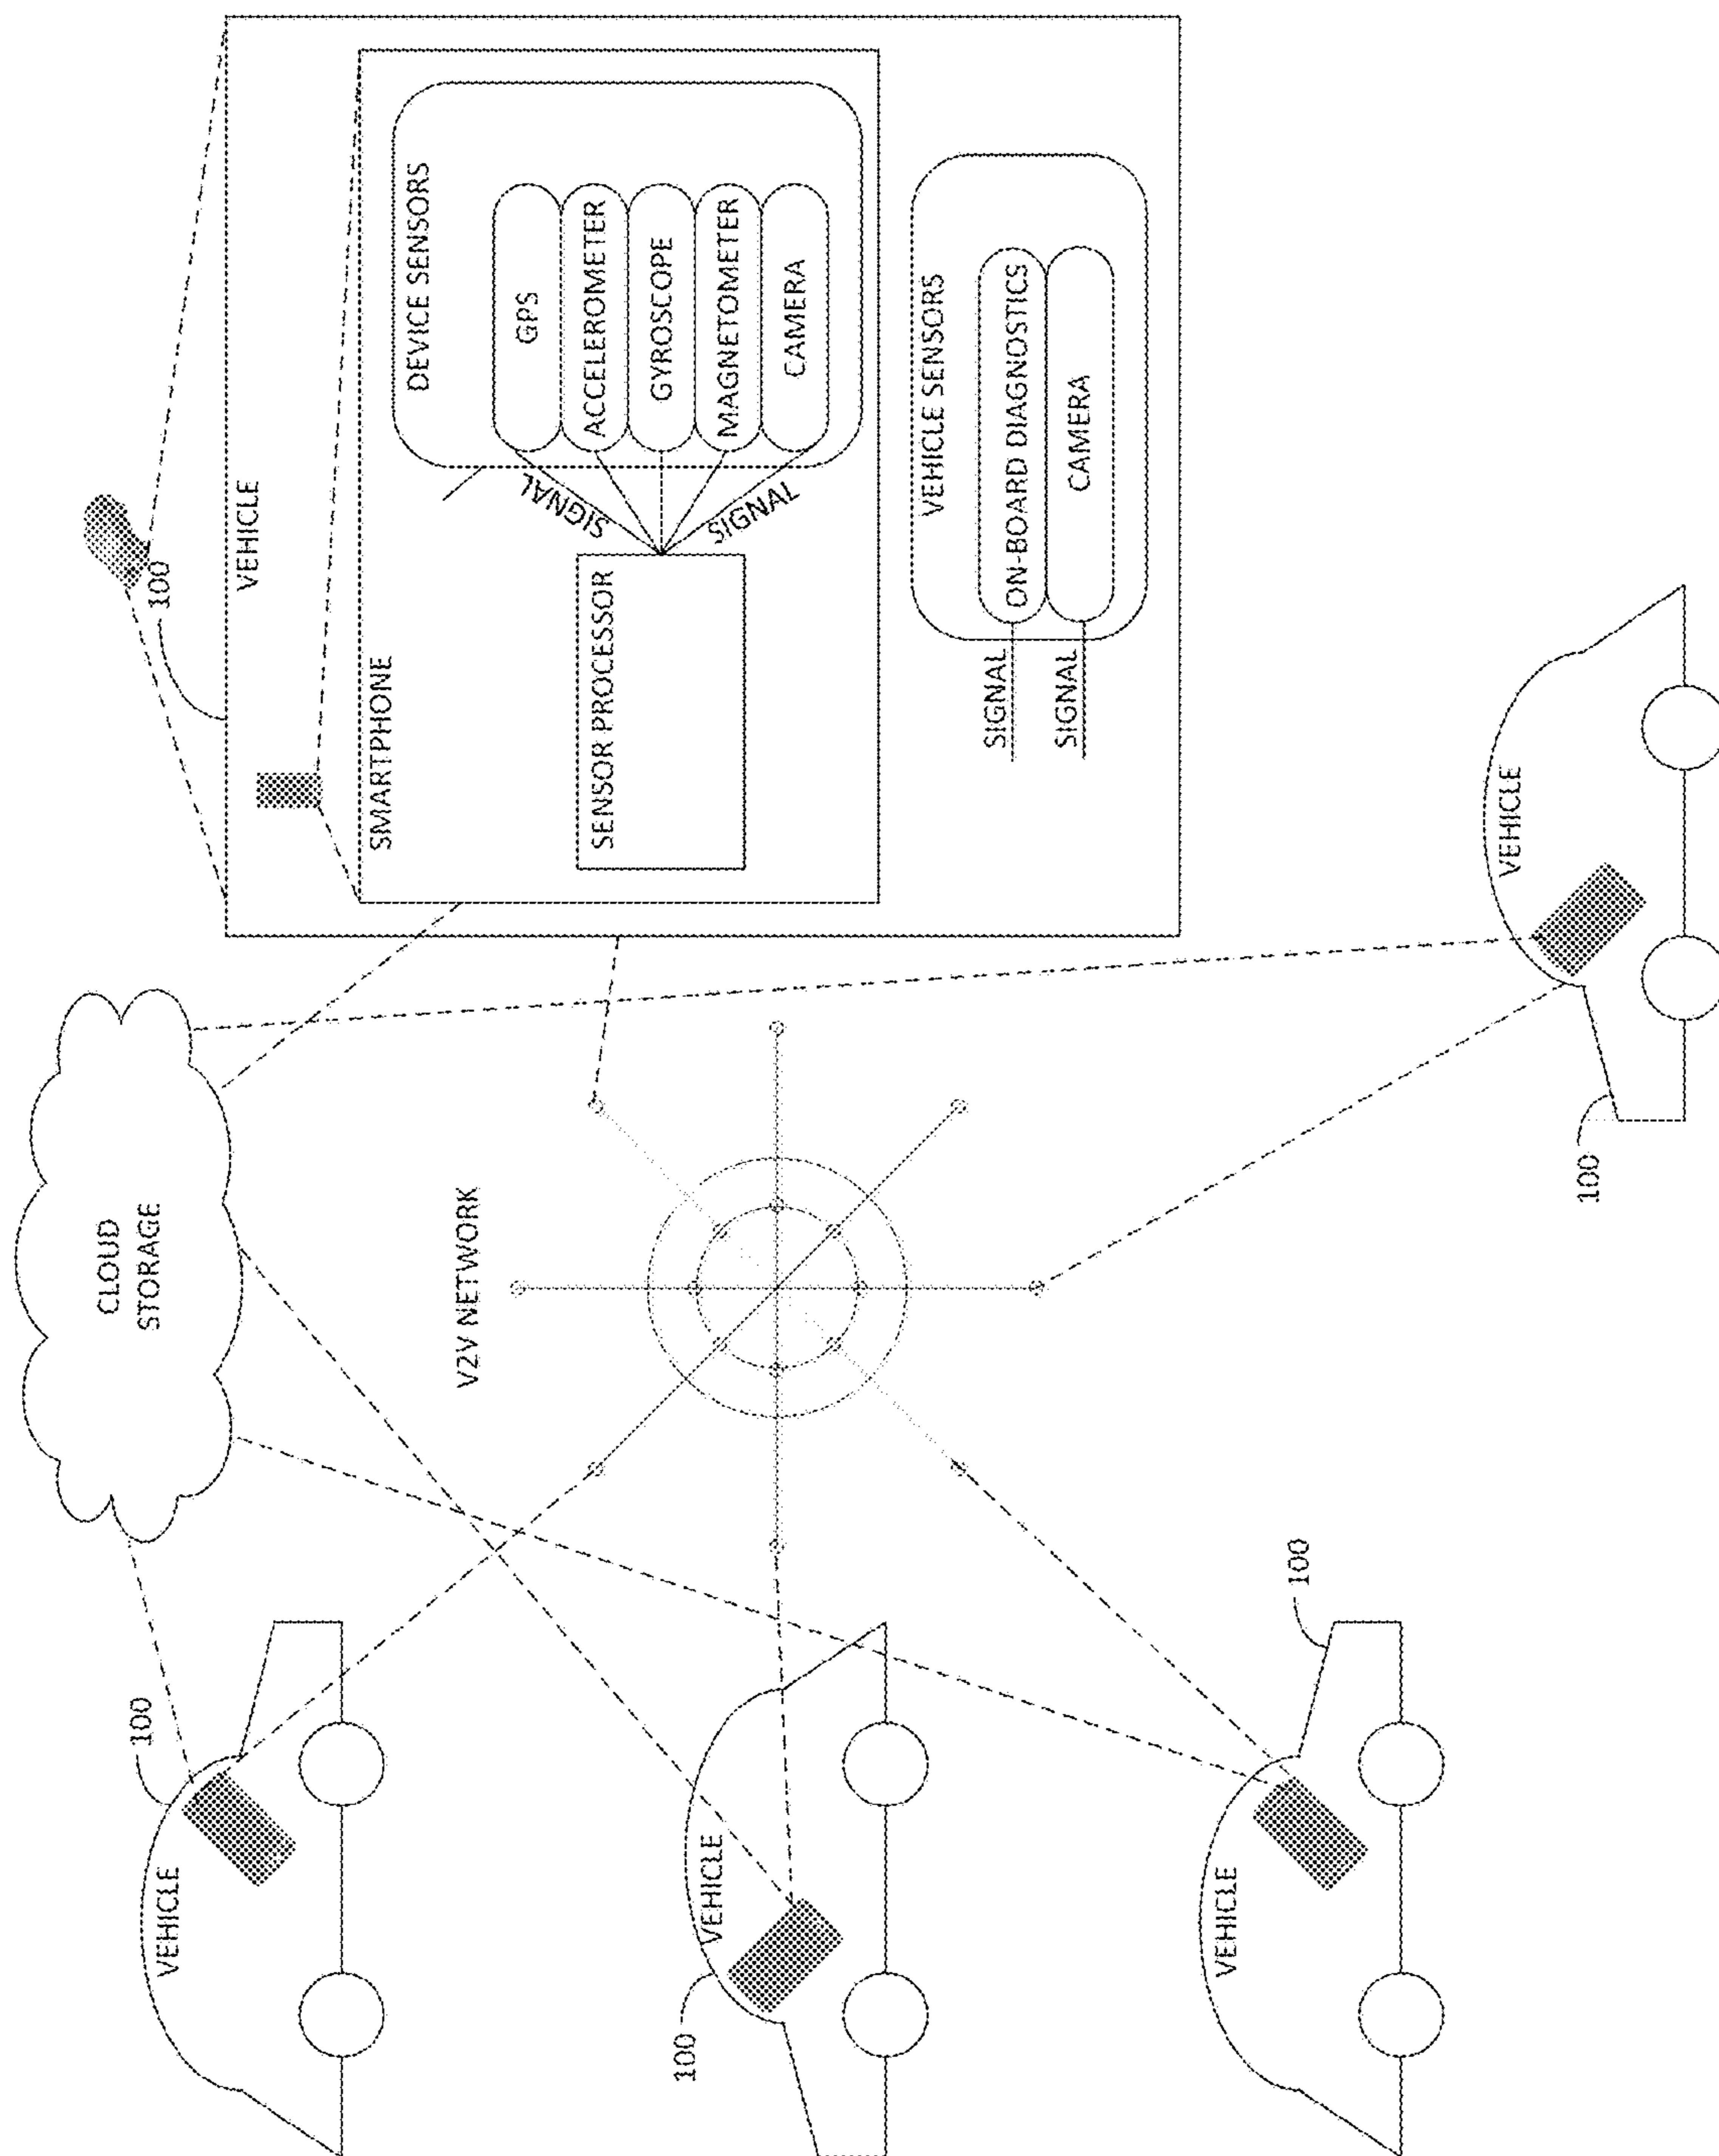 CLOUD
STORAGE
V2V NETWORK
100
VEHICLE
100
VEHICLE
100
VEHICLE
100
VEHICLE
100
VEHICLE
SMARTPHONE
SENSOR PROCESSOR
SIGNAL
SIGNAL
DEVICE SENSORS
GPS
ACCELEROMETER
GYROSCOPE
MAGNETOMETER
CAMERA
VEHICLE SENSORS
ON-BOARD DIAGNOSTICS
CAMERA
SIGNAL
SIGNAL